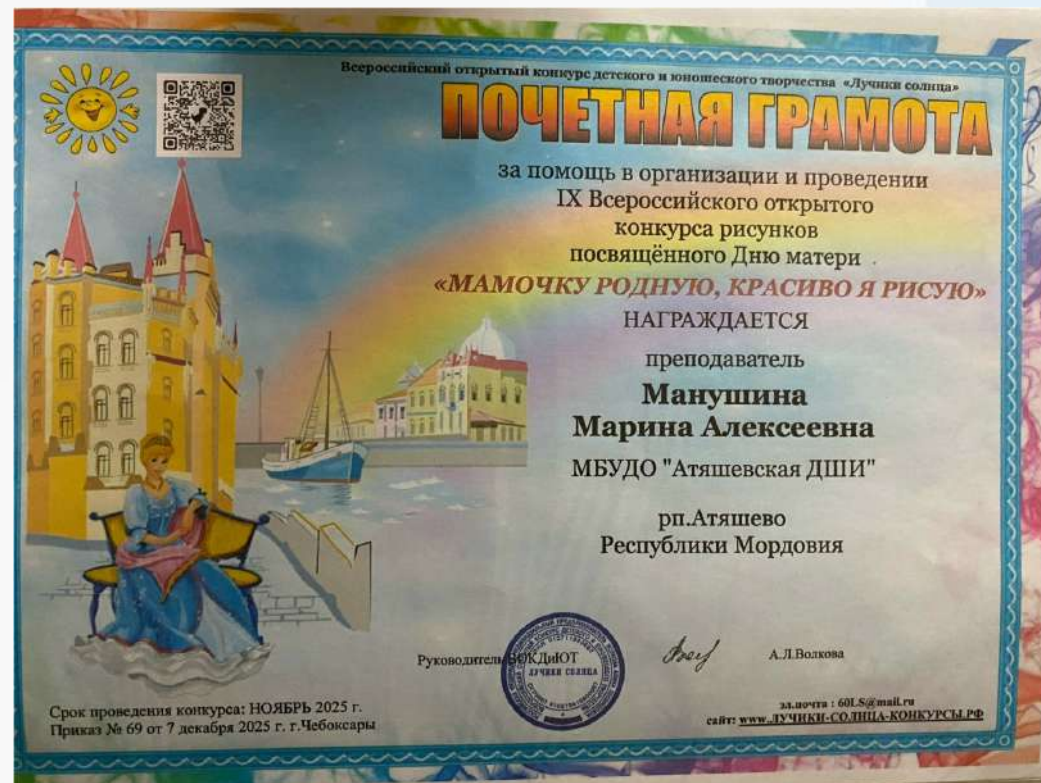 Всероссийский открытый конкурс детского и юношеского творчества «Лучики солнца»
ПОЧЕТНАЯ ГРАМОТА
за помощь в организации и проведении
IX Всероссийского открытого
конкурса рисунков
посвящённого Дню матери
«МАМОЧКУ РОДНУЮ, КРАСИВО Я РИСУЮ»
НАГРАЖДАЕТСЯ
преподаватель
Манушина
Марина Алексеевна
МБУДО "Атяшевская ДШИ"
рп.Атяшево
Республики Мордовия
Руководитель ВОКДиЮТ
ЛУЧИКИ СОЛНЦА
А.Л.Волкова
Срок проведения конкурса: НОЯБРЬ 2025 г.
Приказ № 69 от 7 декабря 2025 г. г.Чебоксары
эл.почта : 60LS@mail.ru
сайт: www.ЛУЧИКИ-СОЛНЦА-КОНКУРСЫ.РФ